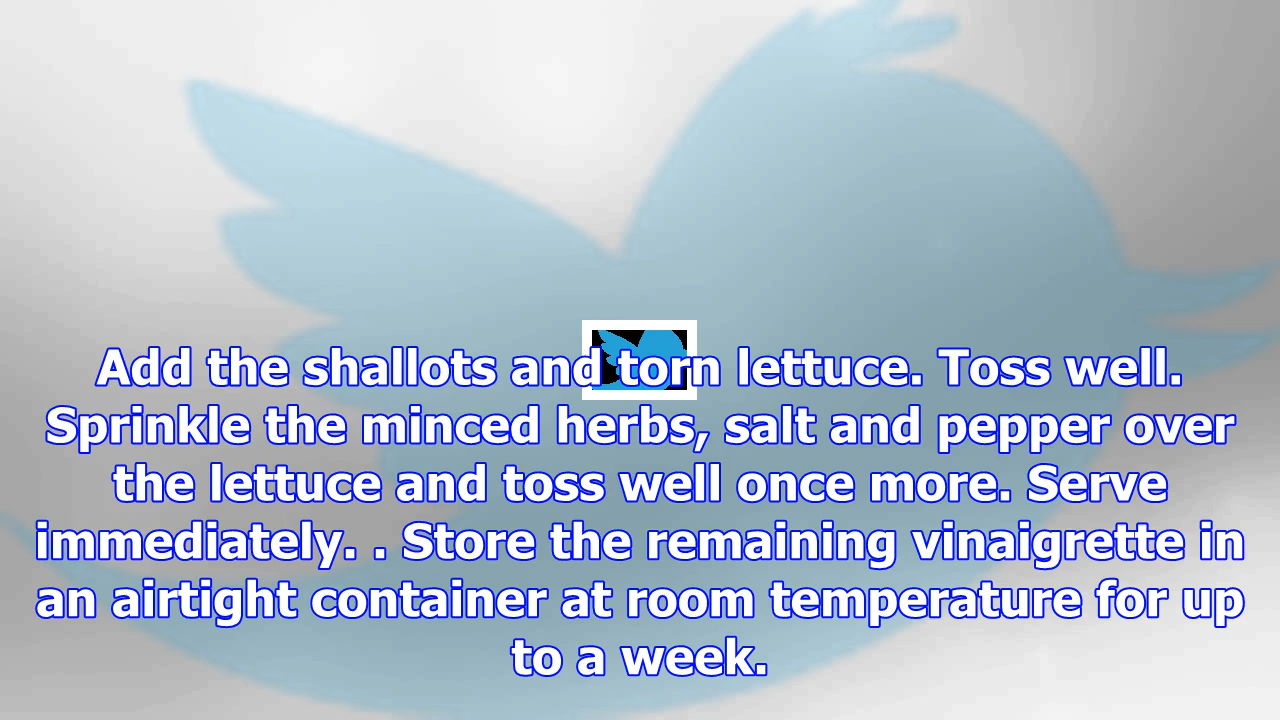 Add the shallots and torn lettuce. Toss well.
Sprinkle the minced herbs, salt and pepper over
the lettuce and toss well once more. Serve
immediately. . Store the remaining vinaigrette in
an airtight container at room temperature for up
to a week.